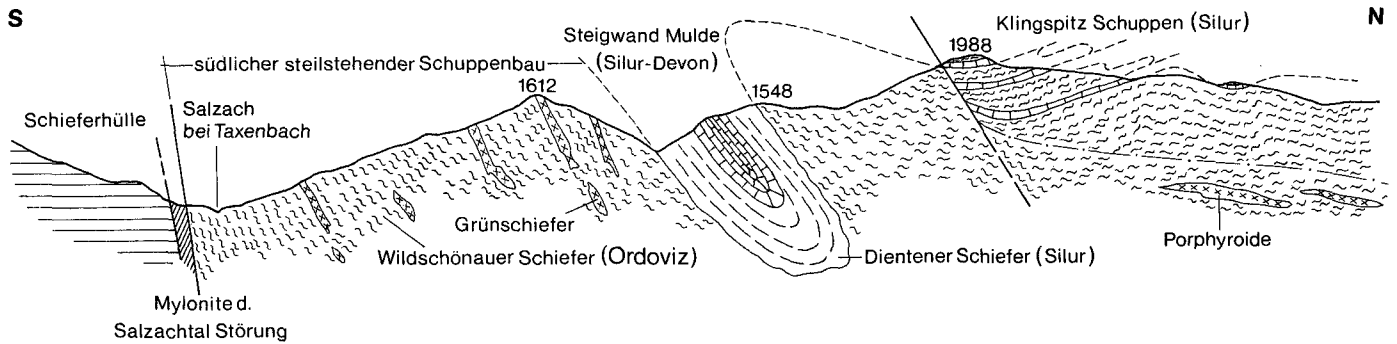 S
N
Klingspitz Schuppen (Silur)
Steigwand Mulde
(Silur-Devon)
1988
südlicher steilstehender Schuppenbau
1612
1548
Schieferhülle
Salzach
bei Taxenbach
Grünschiefer
Wildschönauer Schiefer (Ordoviz)
Dientener Schiefer (Silur)
Porphyroide
Mylonite d.
Salzachtal Störung